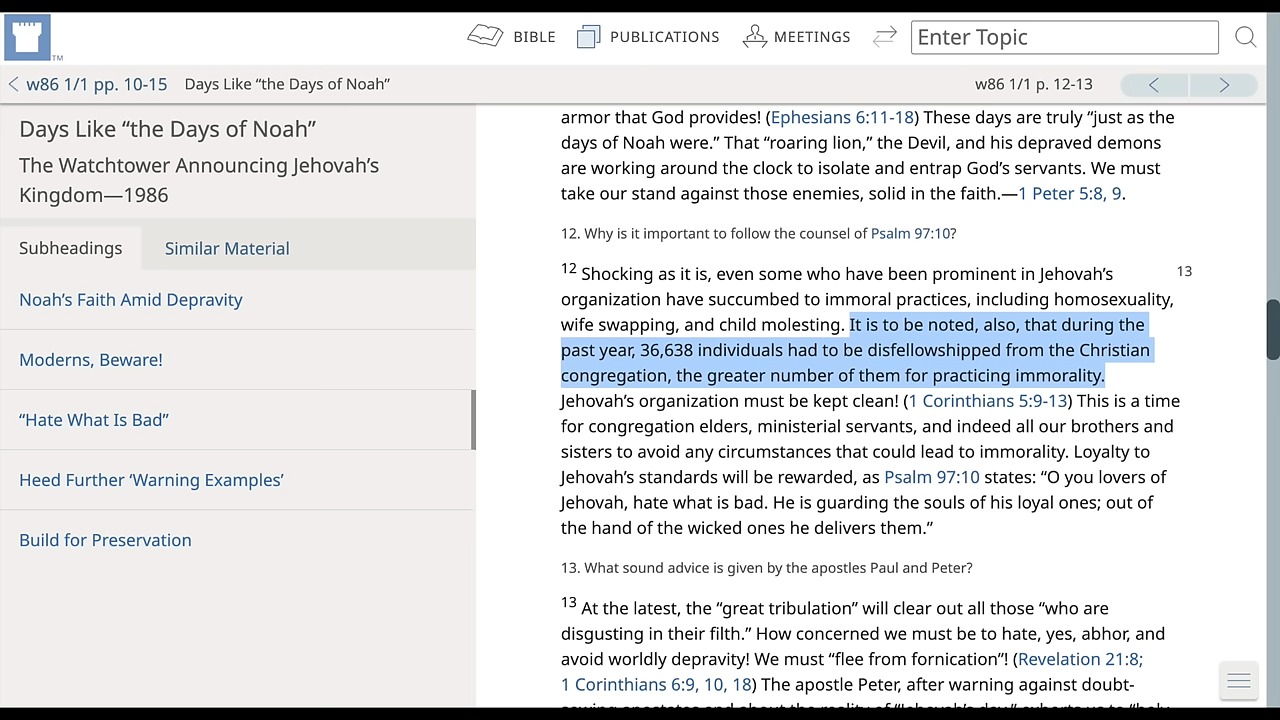 TM
BIBLE
PUBLICATIONS
MEETINGS
Enter Topic
w86 1/1 pp. 10-15
Days Like “the Days of Noah”
w86 1/1 p. 12-13
Days Like “the Days of Noah”
The Watchtower Announcing Jehovah’s
Kingdom—1986
Subheadings
Similar Material
Noah’s Faith Amid Depravity
Moderns, Beware!
“Hate What Is Bad”
Heed Further ‘Warning Examples’
Build for Preservation
armor that God provides! (Ephesians 6:11-18) These days are truly “just as the
days of Noah were.” That “roaring lion,” the Devil, and his depraved demons
are working around the clock to isolate and entrap God’s servants. We must
take our stand against those enemies, solid in the faith.—1 Peter 5:8, 9.
12. Why is it important to follow the counsel of Psalm 97:10?
12 Shocking as it is, even some who have been prominent in Jehovah’s
13
organization have succumbed to immoral practices, including homosexuality,
wife swapping, and child molesting. It is to be noted, also, that during the
past year, 36,638 individuals had to be disfellowshipped from the Christian
congregation, the greater number of them for practicing immorality.
Jehovah’s organization must be kept clean! (1 Corinthians 5:9-13) This is a time
for congregation elders, ministerial servants, and indeed all our brothers and
sisters to avoid any circumstances that could lead to immorality. Loyalty to
Jehovah’s standards will be rewarded, as Psalm 97:10 states: “O you lovers of
Jehovah, hate what is bad. He is guarding the souls of his loyal ones; out of
the hand of the wicked ones he delivers them.”
13. What sound advice is given by the apostles Paul and Peter?
13 At the latest, the “great tribulation” will clear out all those “who are
disgusting in their filth.” How concerned we must be to hate, yes, abhor, and
avoid worldly depravity! We must “flee from fornication”! (Revelation 21:8;
1 Corinthians 6:9, 10, 18) The apostle Peter, after warning against doubt-